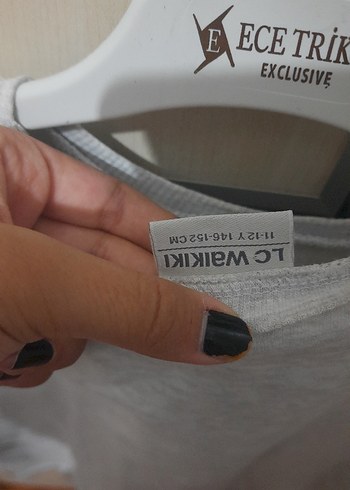 E ECE TRİK
EXCLUSIVE
LC WAIKIKI
11-12 Y 146-152 CM